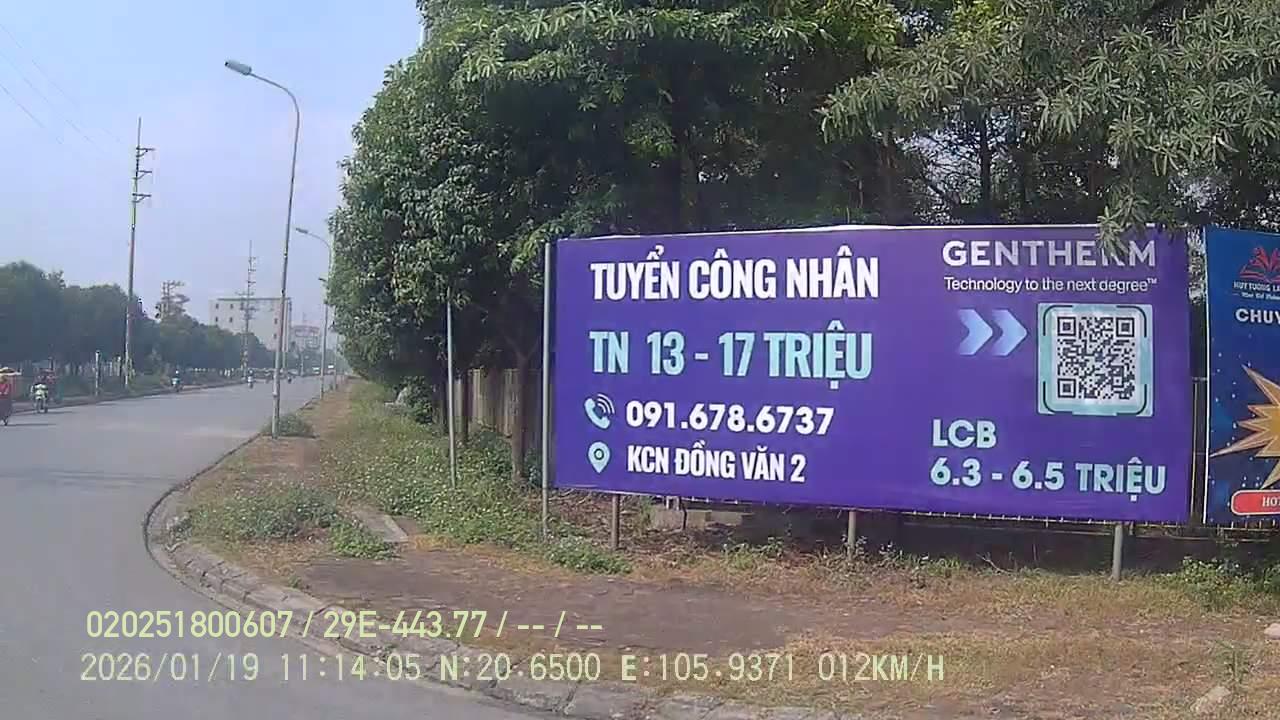 TUYỂN CÔNG NHÂN
TN 13 - 17 TRIỆU
091.678.6737
KCN ĐỒNG VĂN 2
GENTHERM
Technology to the next degree™
LCB
6.3 - 6.5 TRIỆU
020251800607 / 29E-443.77 / -- / --
2026/01/19 11:14:05 N:20.6500 E:105.9371 012KM/H